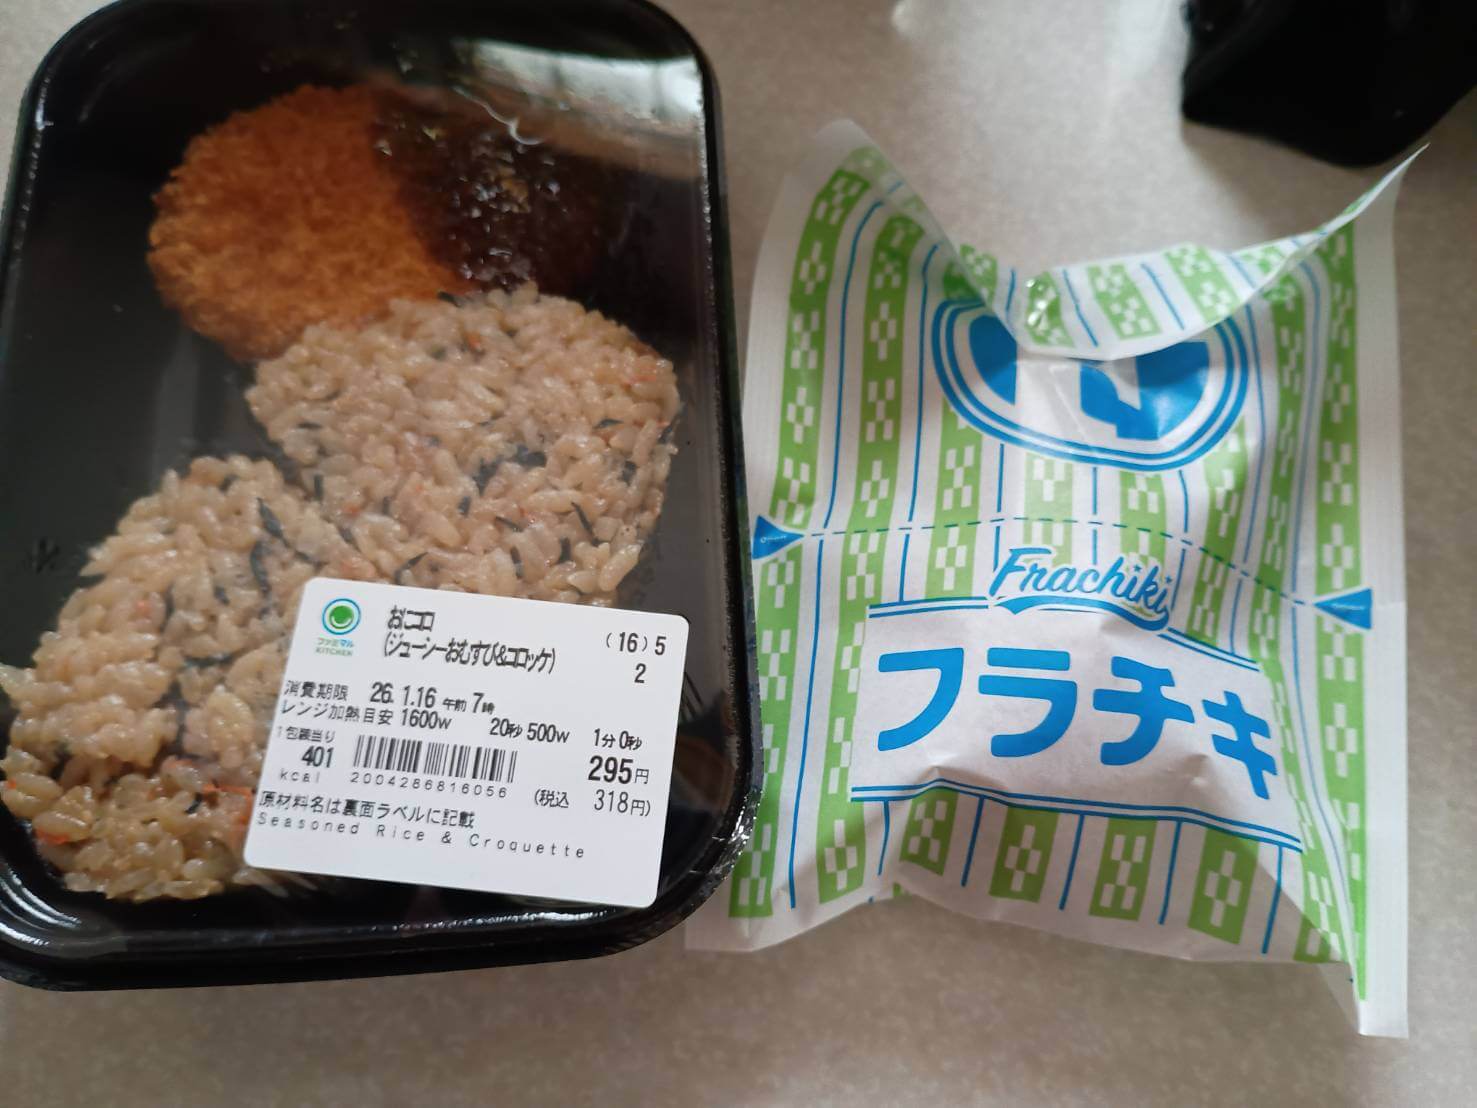 ファミマル
KITCHEN
おにコロ
(ジューシーおむすび&コロッケ)
(16) 5
2
消費期限 26. 1.16 午前 7時
レンジ加熱目安 1600w 20秒 500w 1分 0秒
1包装当り
401
kcal
2004286816056
295円
(税込 318円)
原材料名は裏面ラベルに記載
Seasoned Rice & Croquette
Frachiki
フラチキ